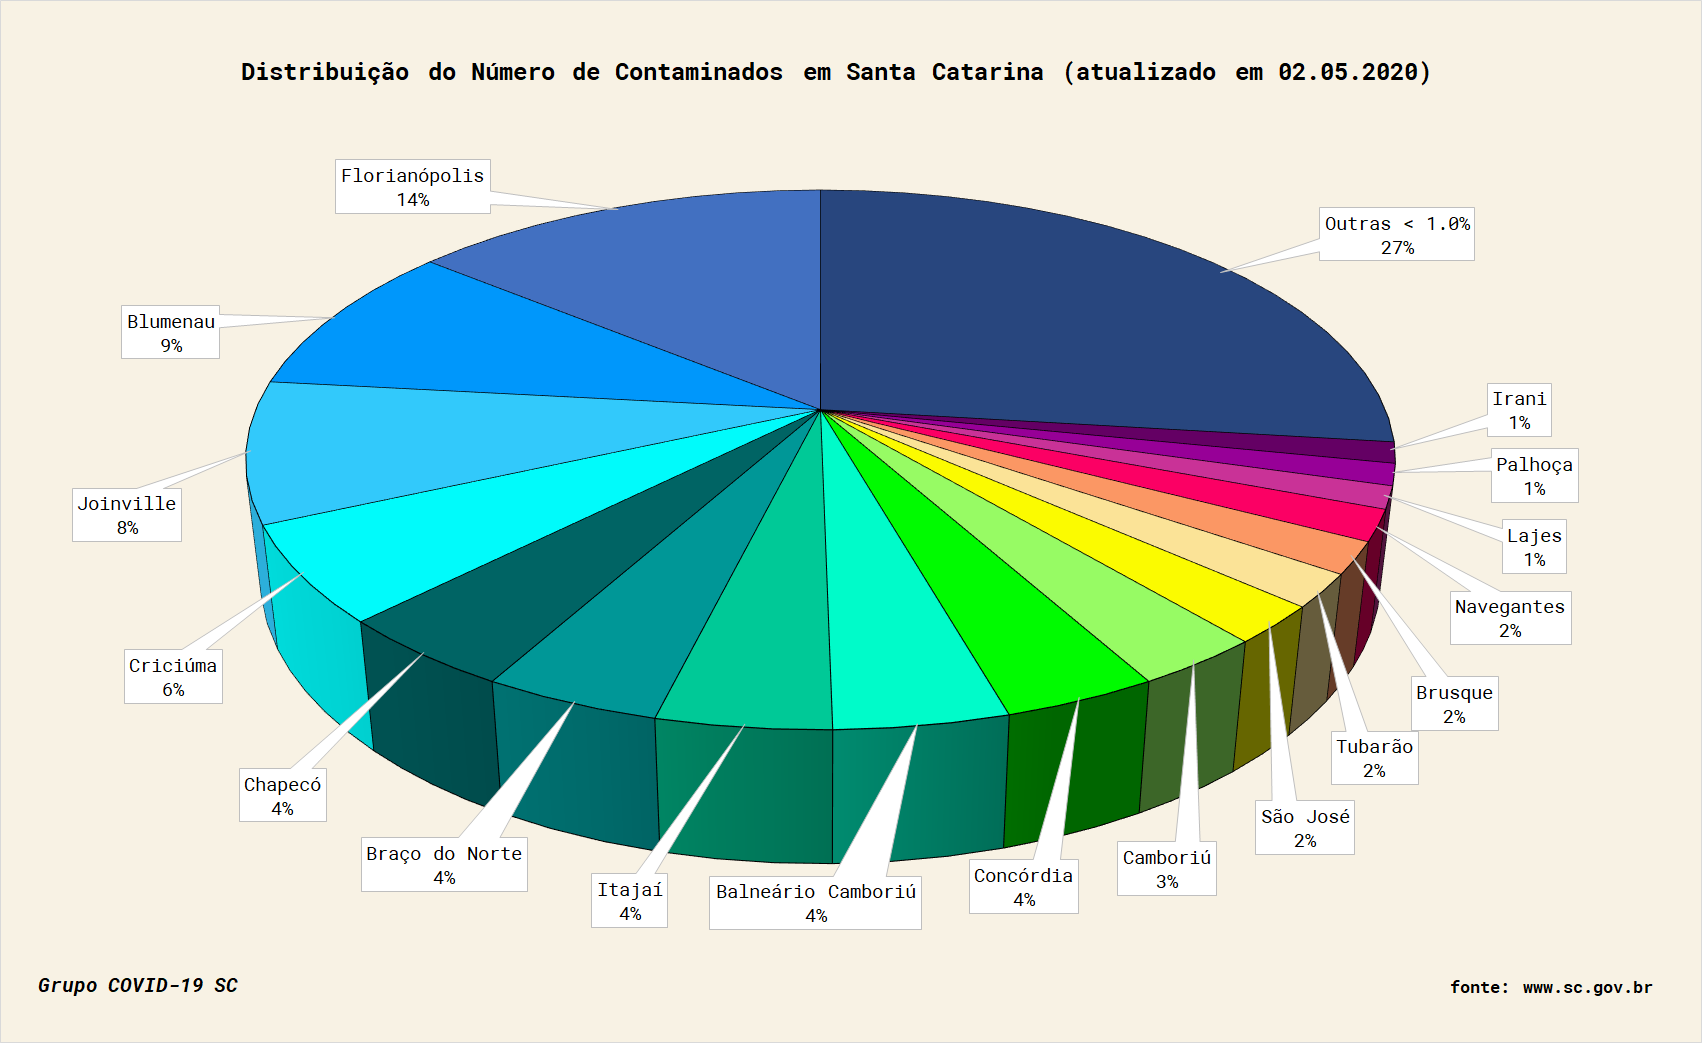 Distribuição do Número de Contaminados em Santa Catarina (atualizado em 02.05.2020)
Florianópolis
14%
Outras < 1.0%
27%
Blumenau
9%
Irani
1%
Palhoça
1%
Joinville
8%
Lajes
1%
Navegantes
2%
Criciúma
6%
Brusque
2%
Tubarão
2%
Chapecó
4%
São José
2%
Braço do Norte
4%
Camboriú
3%
Concórdia
4%
Itajaí
4%
Balneário Camboriú
4%
Grupo COVID-19 SC
fonte: www.sc.gov.br